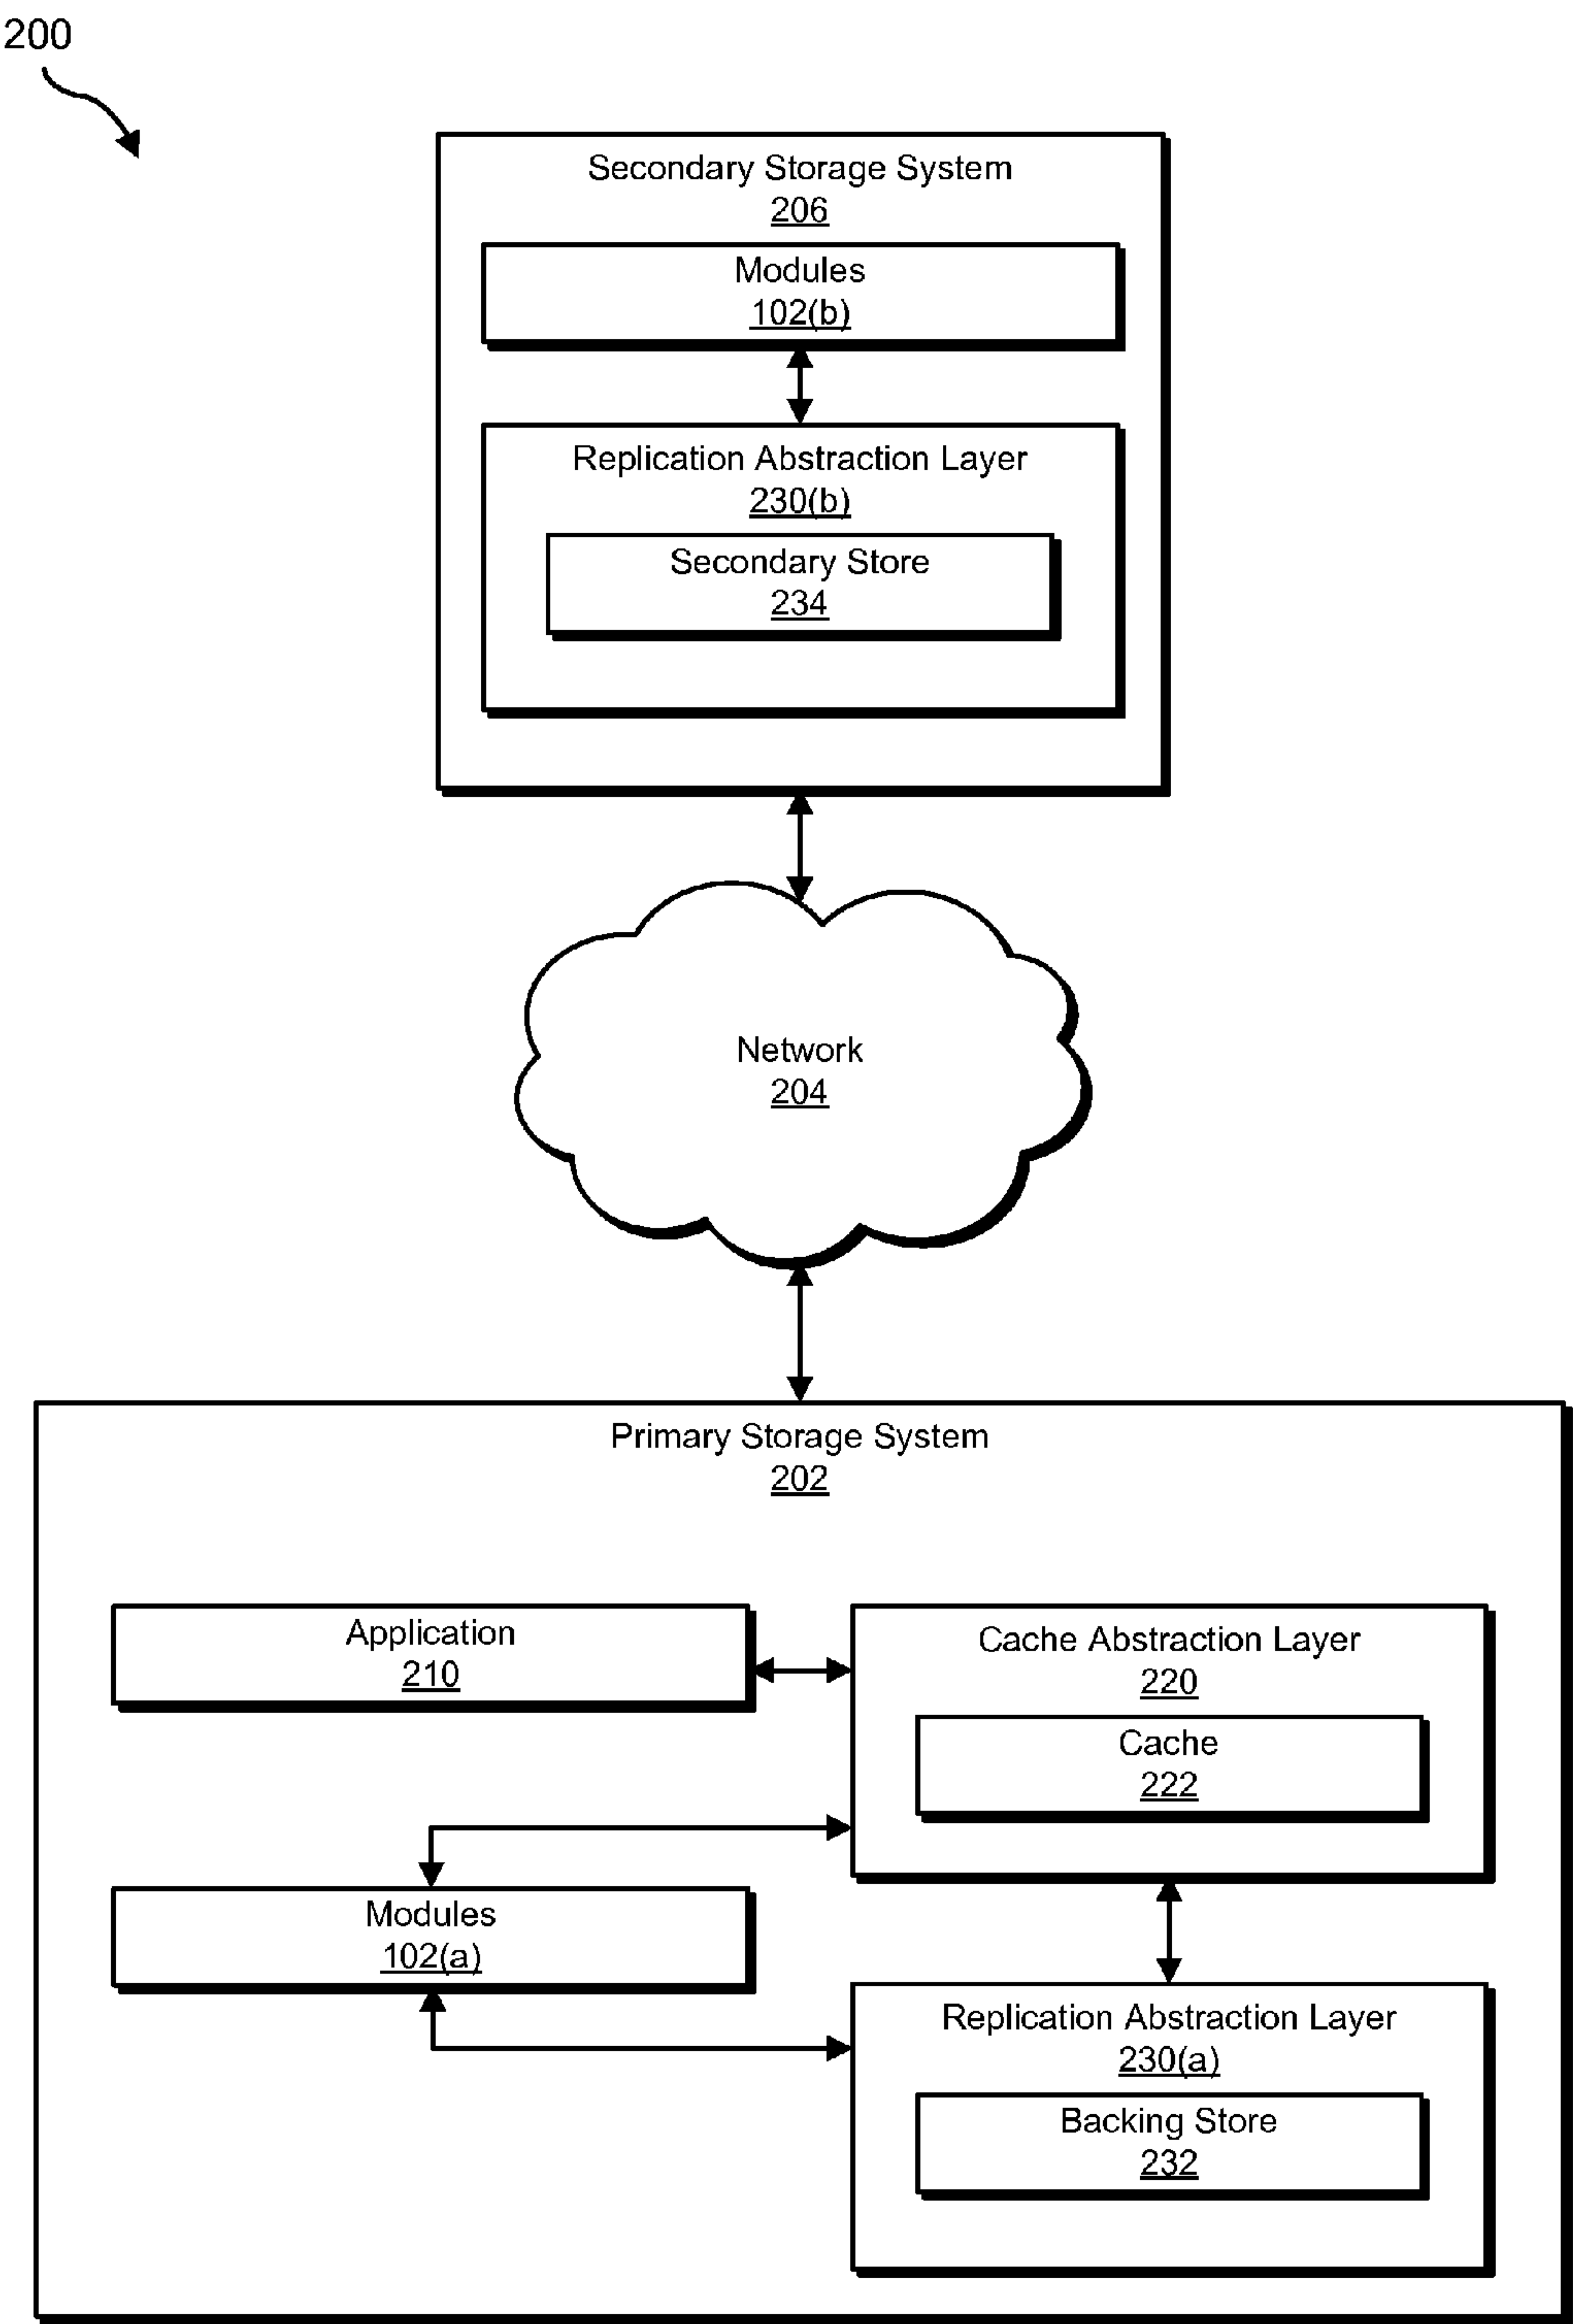 200
Secondary Storage System
206
Modules
102(b)
Replication Abstraction Layer
230(b)
Secondary Store
234
Network
204
Primary Storage System
202
Application
210
Cache Abstraction Layer
220
Cache
222
Modules
102(a)
Replication Abstraction Layer
230(a)
Backing Store
232